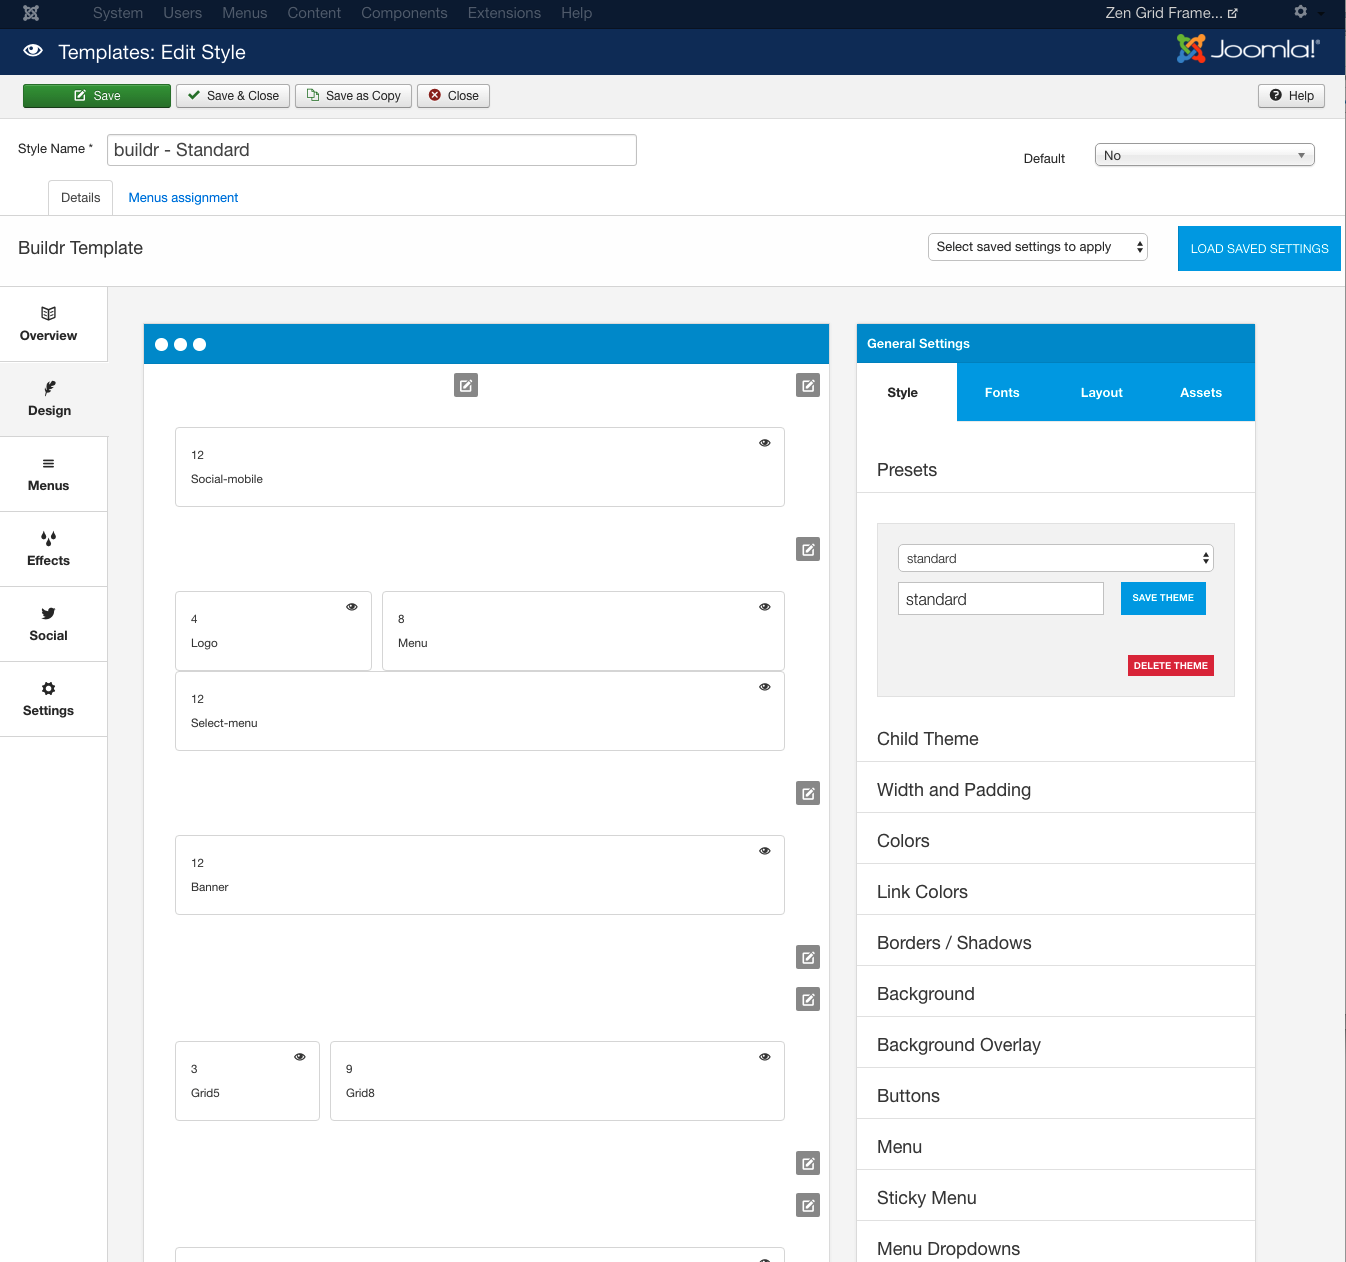 System Users Menus Content Components Extensions Help Zen Grid Frame...
Templates: Edit Style Joomla!®
Save Save & Close Save as Copy Close Help
Style Name * buildr - Standard Default No
Details Menus assignment
Buildr Template Select saved settings to apply LOAD SAVED SETTINGS
Overview
Design
Menus
Effects
Social
Settings
12
Social-mobile
4
Logo
8
Menu
12
Select-menu
12
Banner
3
Grid5
9
Grid8
General Settings
Style Fonts Layout Assets
Presets
standard
standard SAVE THEME
DELETE THEME
Child Theme
Width and Padding
Colors
Link Colors
Borders / Shadows
Background
Background Overlay
Buttons
Menu
Sticky Menu
Menu Dropdowns